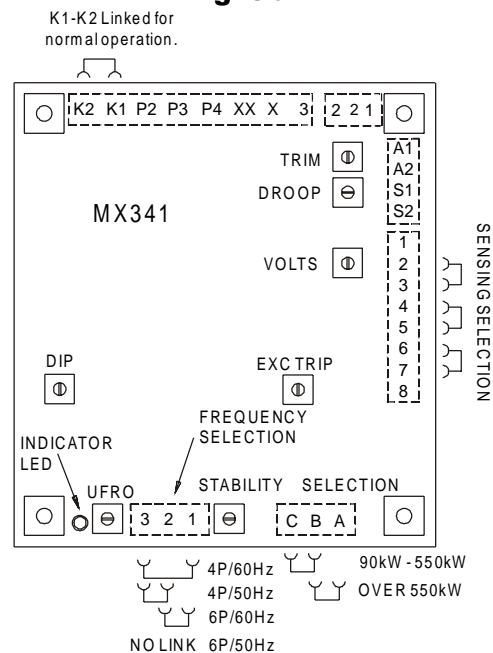 K1-K2 Linked for
normal operation.
K2 K1 P2 P3 P4 XX X 3 2 2 1
TRIM
DROOP
A1
A2
S1
S2
MX341
VOLTS
1
2
3
4
5
6
7
8
SENSING SELECTION
DIP
EXC TRIP
FREQUENCY
SELECTION
INDICATOR
LED
UFRO
STABILITY SELECTION
3 2 1
C B A
4P/60Hz
4P/50Hz
6P/60Hz
NO LINK 6P/50Hz
90kW - 550kW
OVER 550kW